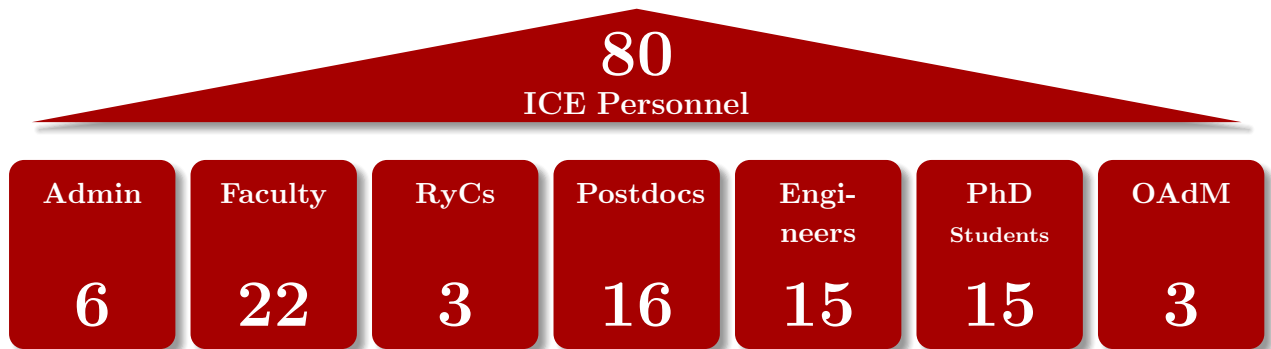 80
ICE Personnel
Admin
6
Faculty
22
RyCs
3
Postdocs
16
Engi-
neers
15
PhD
Students
15
OAdM
3